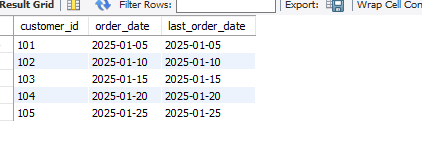 Result Grid Filter Rows: Export: Wrap Cell Con
customer_id order_date last_order_date
101 2025-01-05 2025-01-05
102 2025-01-10 2025-01-10
103 2025-01-15 2025-01-15
104 2025-01-20 2025-01-20
105 2025-01-25 2025-01-25